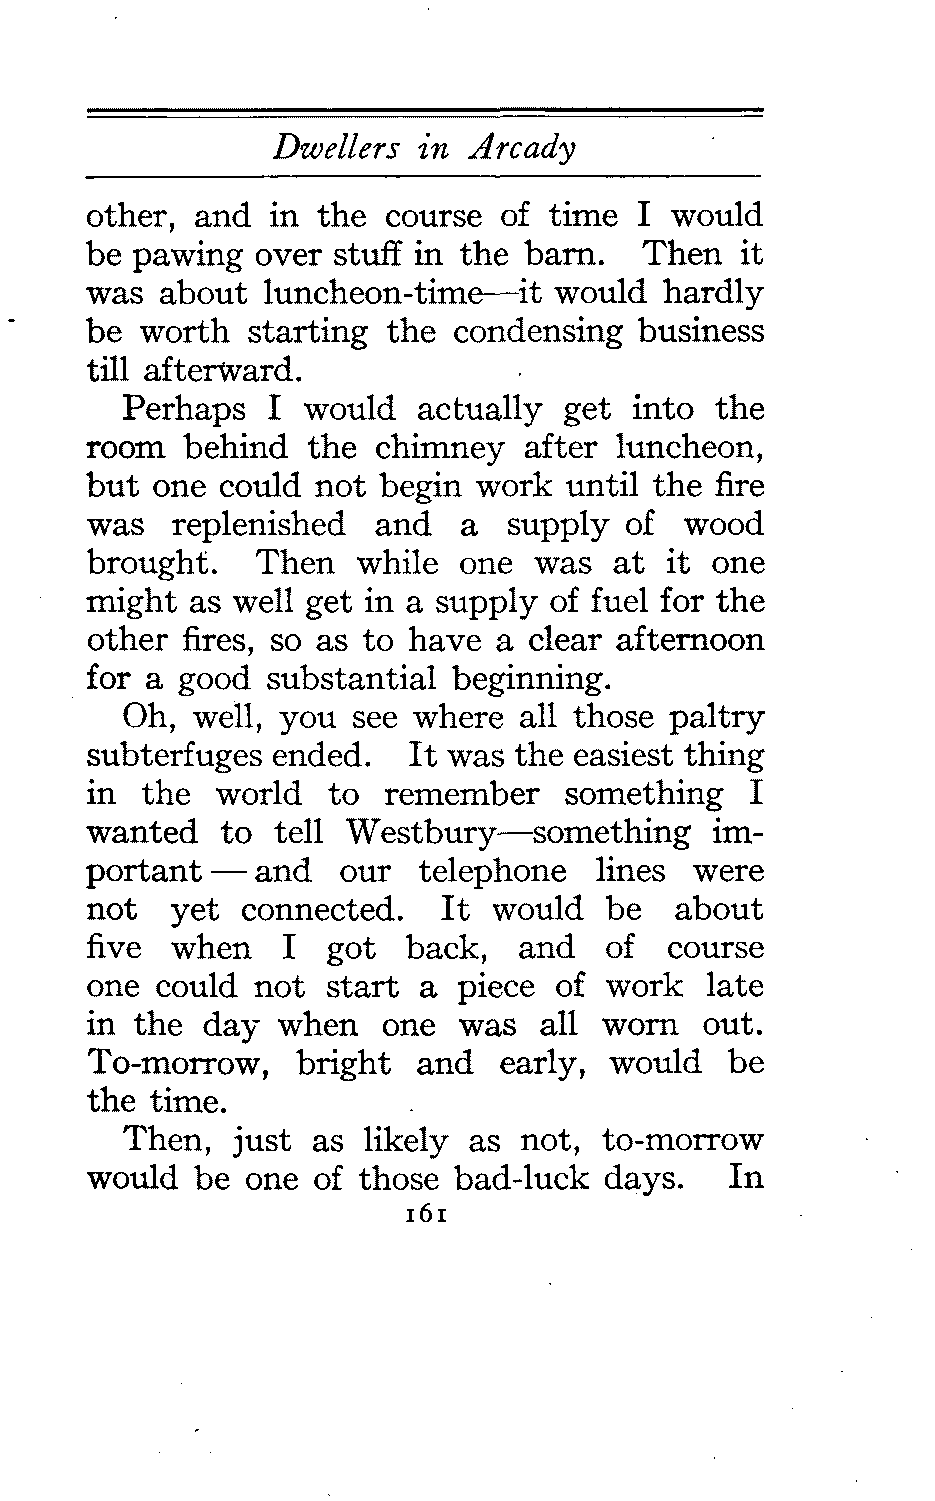 Dwellers in Arcady
other, and in the course of time I would
be pawing over stuff in the barn. Then it
was about luncheon-time—it would hardly
be worth starting the condensing business
till afterward.
Perhaps I would actually get into the
room behind the chimney after luncheon,
but one could not begin work until the fire
was replenished and a supply of wood
brought. Then while one was at it one
might as well get in a supply of fuel for the
other fires, so as to have a clear afternoon
for a good substantial beginning.
Oh, well, you see where all those paltry
subterfuges ended. It was the easiest thing
in the world to remember something I
wanted to tell Westbury—something im-
portant — and our telephone lines were
not yet connected. It would be about
five when I got back, and of course
one could not start a piece of work late
in the day when one was all worn out.
To-morrow, bright and early, would be
the time.
Then, just as likely as not, to-morrow
would be one of those bad-luck days. In
161